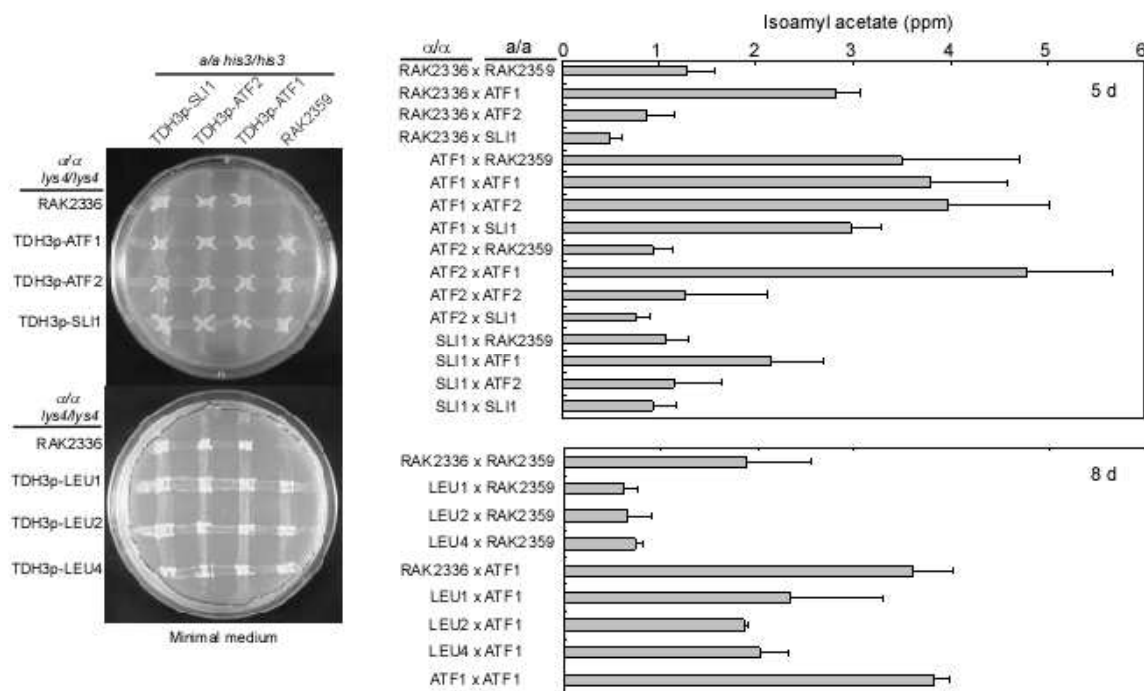 a/a his3/his3
TDH3p-SLI1
TDH3p-ATF2
TDH3p-ATF1
RAK2359
α/α
lys4/lys4
RAK2336
TDH3p-ATF1
TDH3p-ATF2
TDH3p-SLI1
α/α
lys4/lys4
RAK2336
TDH3p-LEU1
TDH3p-LEU2
TDH3p-LEU4
Minimal medium
Isoamyl acetate (ppm)
α/α a/a
0 1 2 3 4 5 6
5 d
RAK2336 x RAK2359
RAK2336 x ATF1
RAK2336 x ATF2
RAK2336 x SLI1
ATF1 x RAK2359
ATF1 x ATF1
ATF1 x ATF2
ATF1 x SLI1
ATF2 x RAK2359
ATF2 x ATF1
ATF2 x ATF2
ATF2 x SLI1
SLI1 x RAK2359
SLI1 x ATF1
SLI1 x ATF2
SLI1 x SLI1
8 d
RAK2336 x RAK2359
LEU1 x RAK2359
LEU2 x RAK2359
LEU4 x RAK2359
RAK2336 x ATF1
LEU1 x ATF1
LEU2 x ATF1
LEU4 x ATF1
ATF1 x ATF1